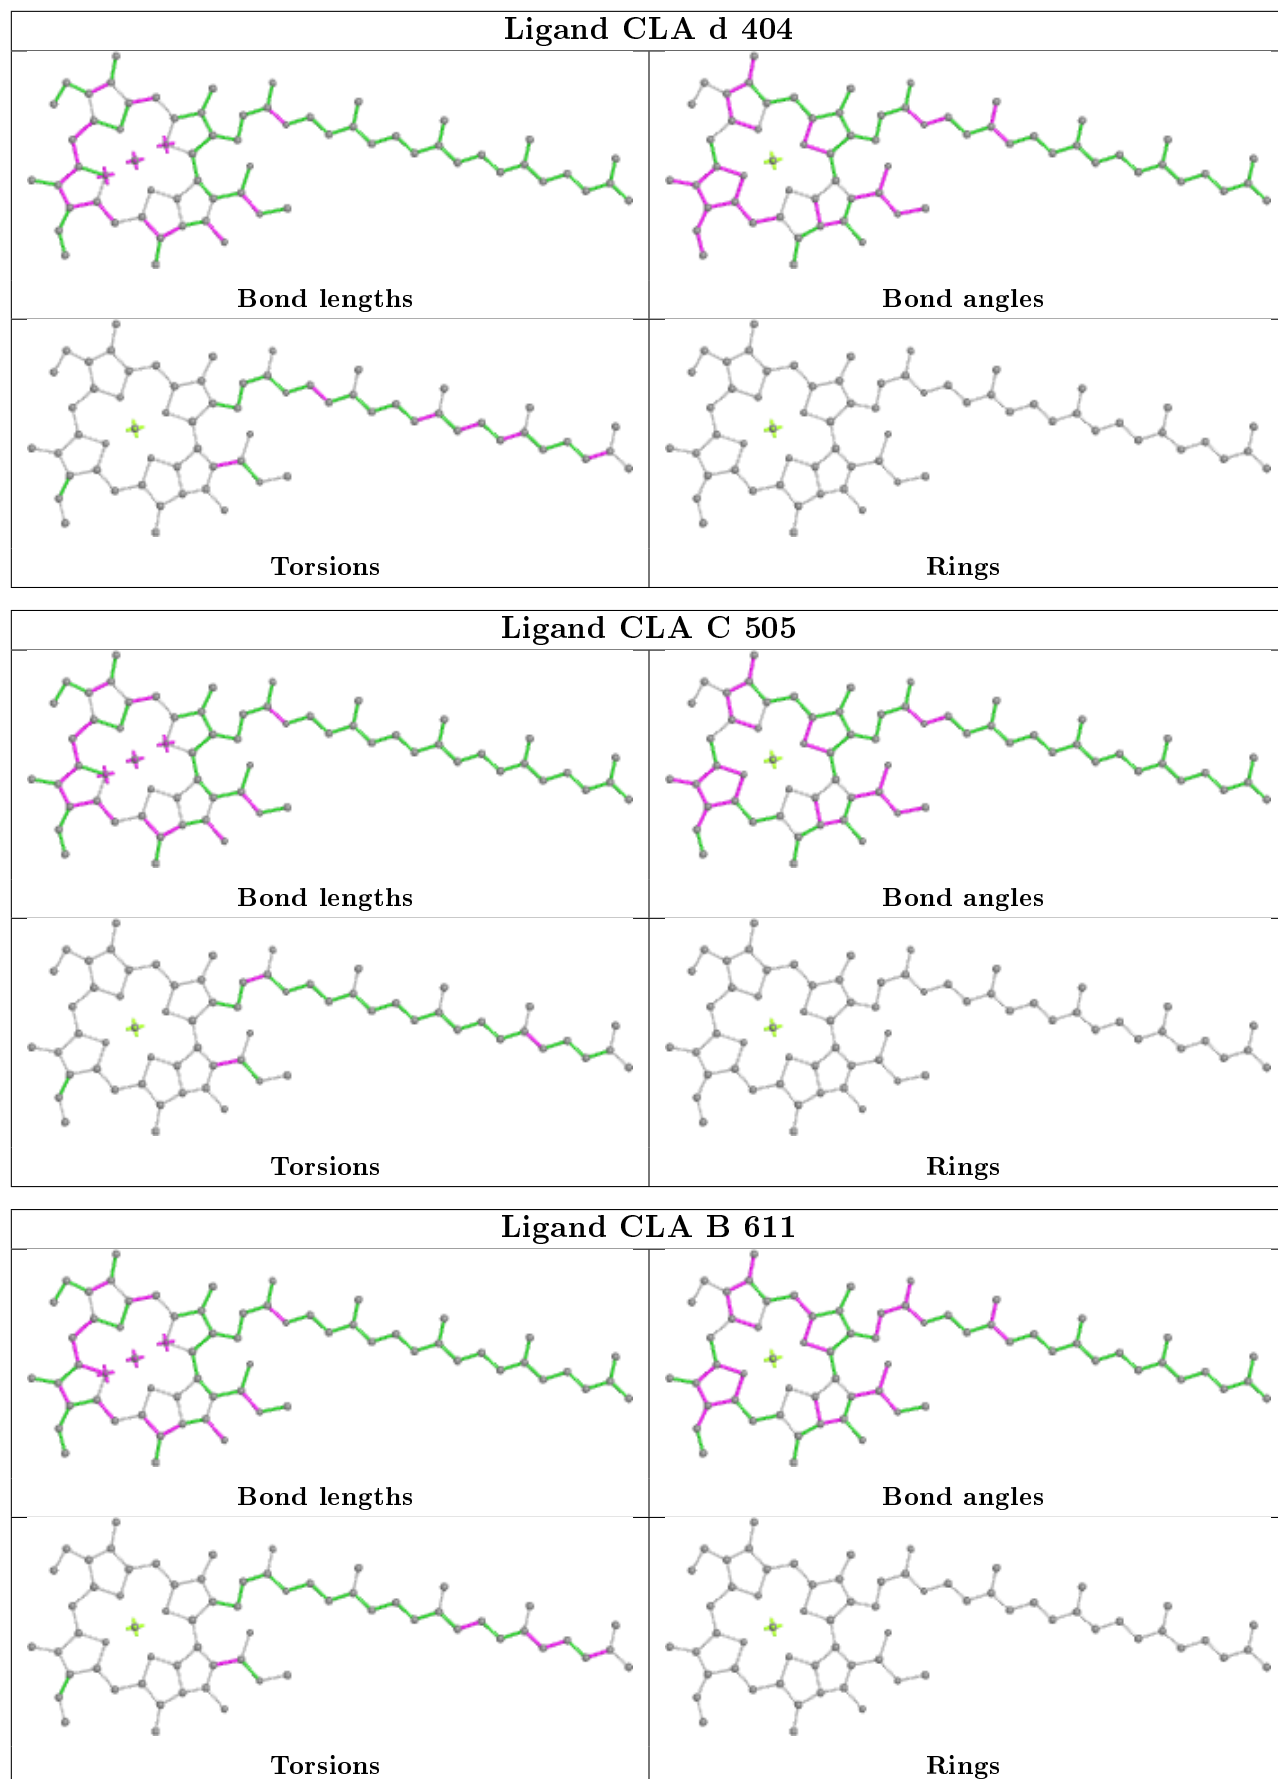 Ligand CLA d 404
Bond lengths
Bond angles
Torsions
Rings
Ligand CLA C 505
Bond lengths
Bond angles
Torsions
Rings
Ligand CLA B 611
Bond lengths
Bond angles
Torsions
Rings